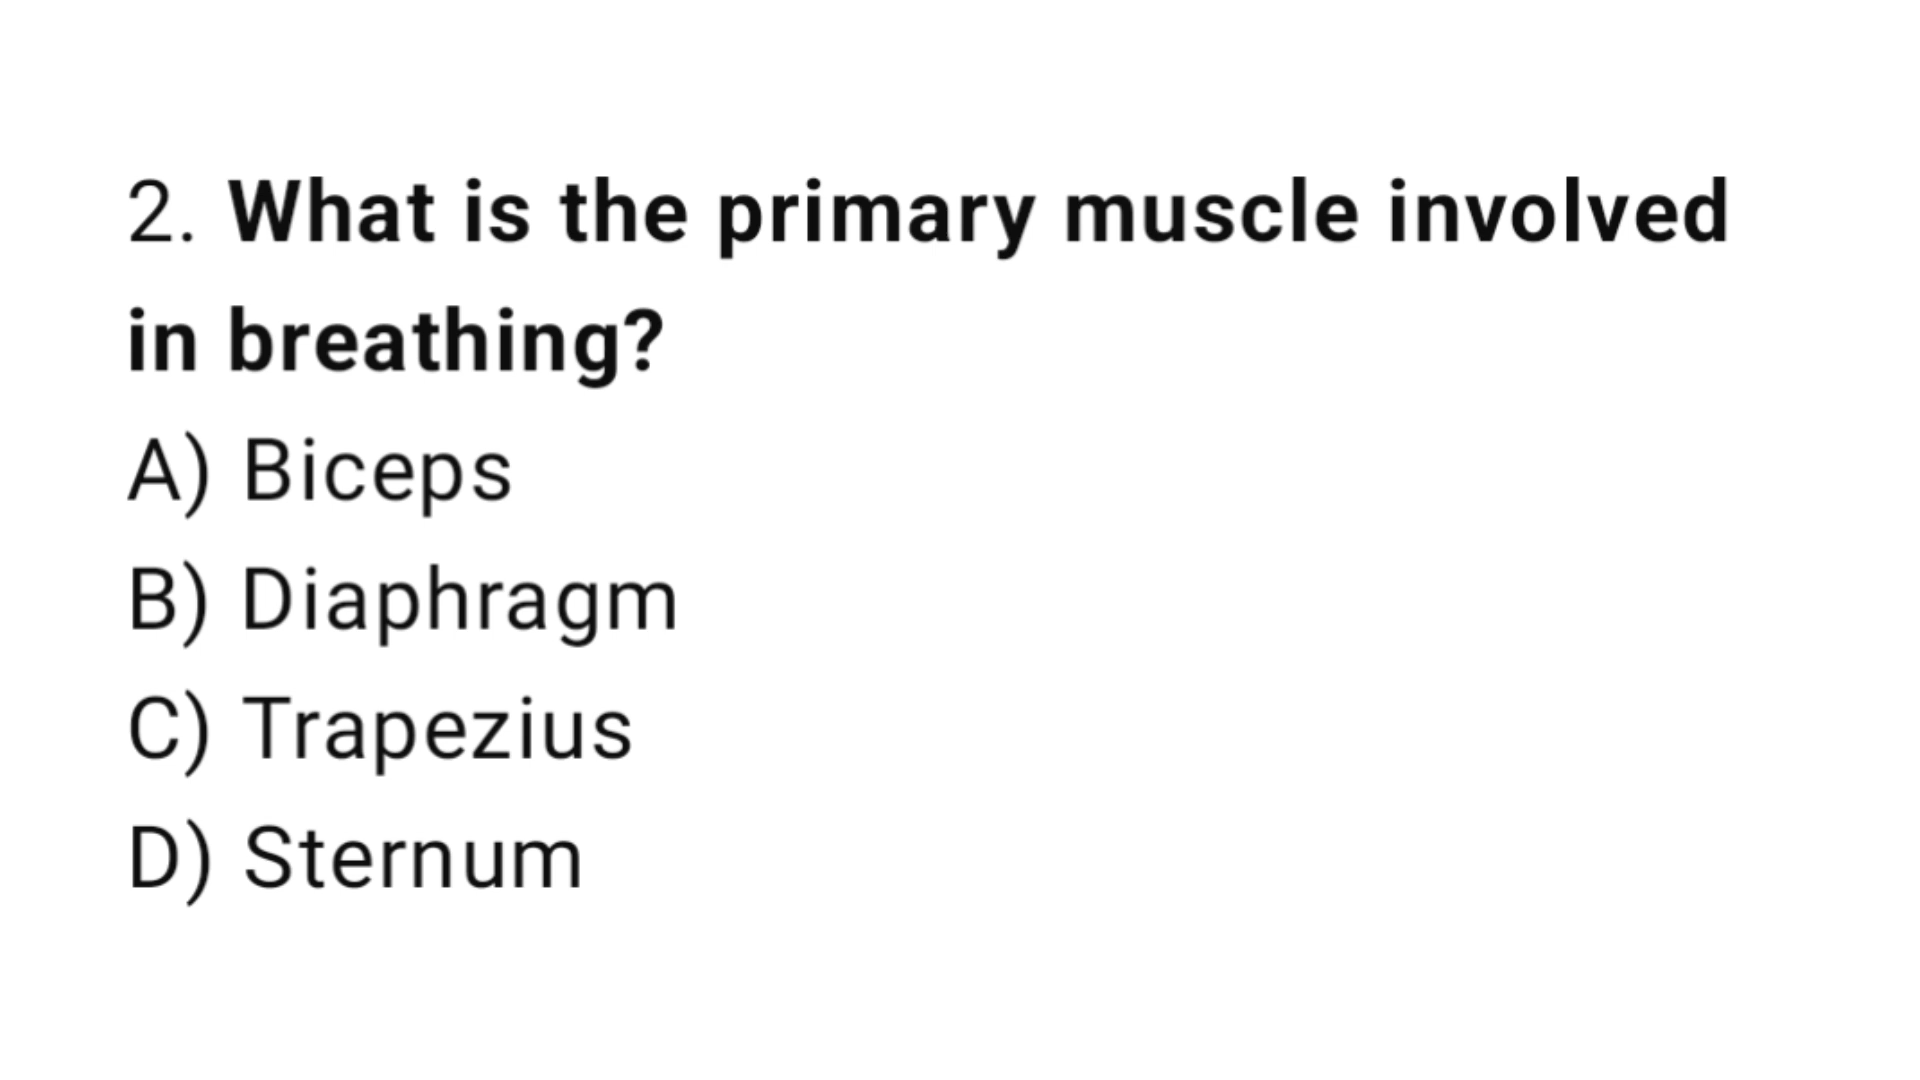 2. What is the primary muscle involved
in breathing?
A) Biceps
B) Diaphragm
C) Trapezius
D) Sternum